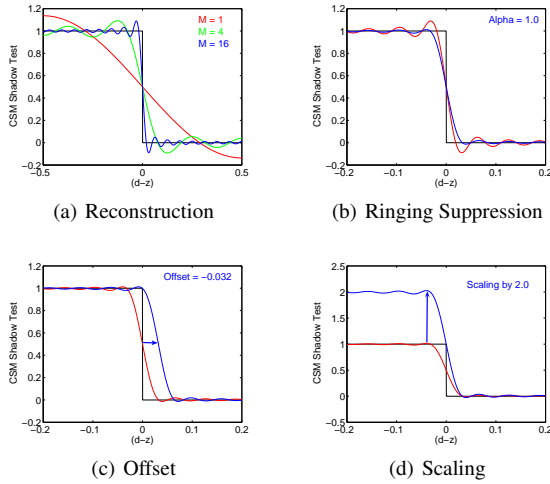 M = 1
M = 4
M = 16
CSM Shadow Test
1.2
1
0.8
0.6
0.4
0.2
0
−0.2
−0.5
0
0.5
(d−z)
(a) Reconstruction
Alpha = 1.0
CSM Shadow Test
1.2
1
0.8
0.6
0.4
0.2
0
−0.2
−0.2
−0.1
0
0.1
0.2
(d−z)
(b) Ringing Suppression
Offset = −0.032
CSM Shadow Test
1.2
1
0.8
0.6
0.4
0.2
0
−0.2
−0.2
−0.1
0
0.1
0.2
(d−z)
(c) Offset
Scaling by 2.0
CSM Shadow Test
2.5
2
1.5
1
0.5
0
−0.5
−0.2
−0.1
0
0.1
0.2
(d−z)
(d) Scaling